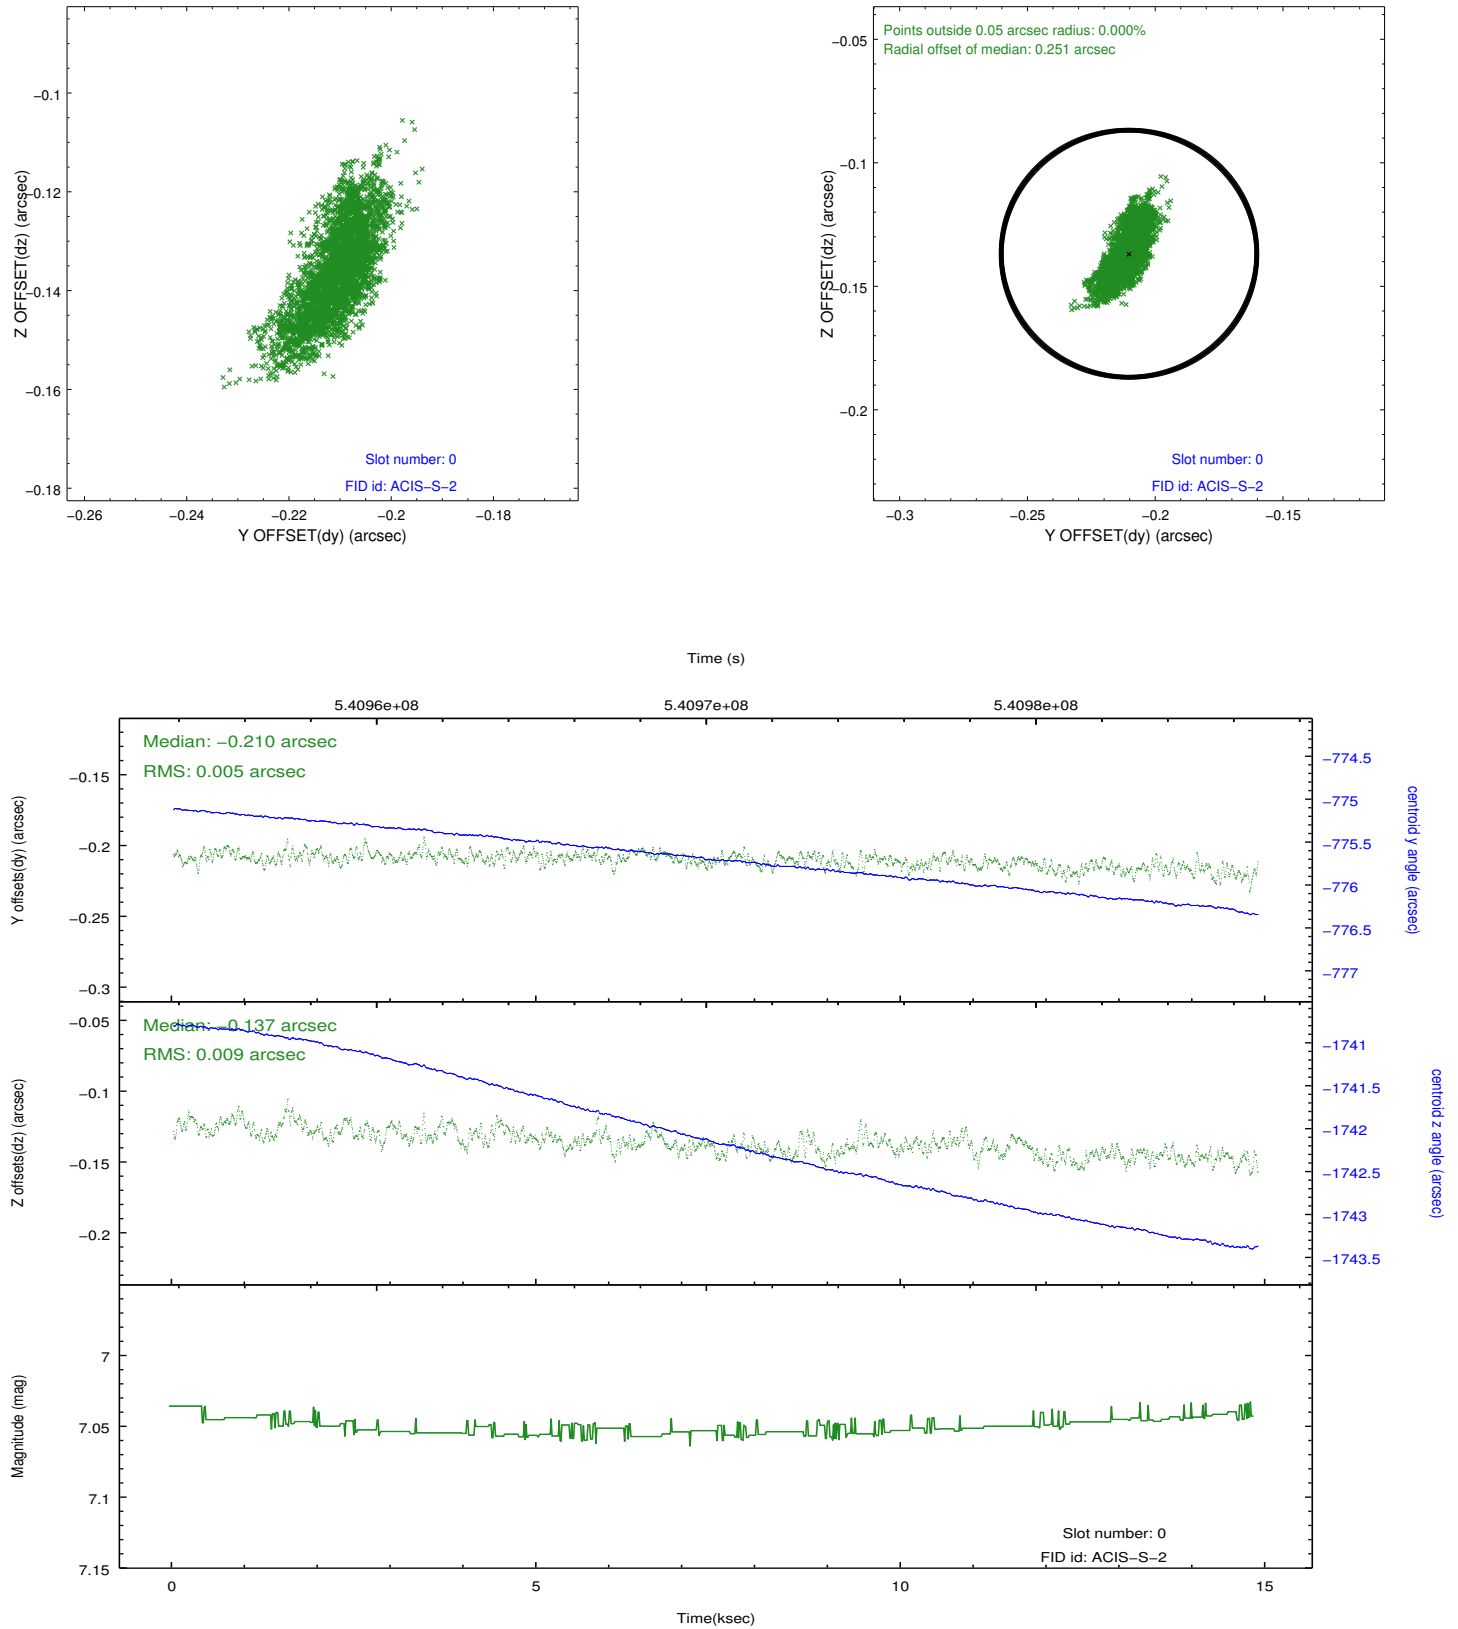 −0.1
−0.12
−0.14
−0.16
−0.18
Z OFFSET(dz) (arcsec)
−0.26
−0.24
−0.22
−0.2
−0.18
Y OFFSET(dy) (arcsec)
Slot number: 0
FID id: ACIS−S−2
Points outside 0.05 arcsec radius: 0.000%
Radial offset of median: 0.251 arcsec
−0.05
−0.1
−0.15
−0.2
Z OFFSET(dz) (arcsec)
−0.3
−0.25
−0.2
−0.15
Y OFFSET(dy) (arcsec)
Slot number: 0
FID id: ACIS−S−2
Time (s)
5.4096e+08
5.4097e+08
5.4098e+08
Median: −0.210 arcsec
RMS: 0.005 arcsec
−0.15
−0.2
−0.25
−0.3
Y offsets(dy) (arcsec)
−774.5
−775
−775.5
−776
−776.5
−777
centroid y angle (arcsec)
Median: −0.137 arcsec
RMS: 0.009 arcsec
−0.05
−0.1
−0.15
−0.2
Z offsets(dz) (arcsec)
−1741
−1741.5
−1742
−1742.5
−1743
−1743.5
centroid z angle (arcsec)
7
7.05
7.1
7.15
Magnitude (mag)
Slot number: 0
FID id: ACIS−S−2
0
5
10
15
Time(ksec)